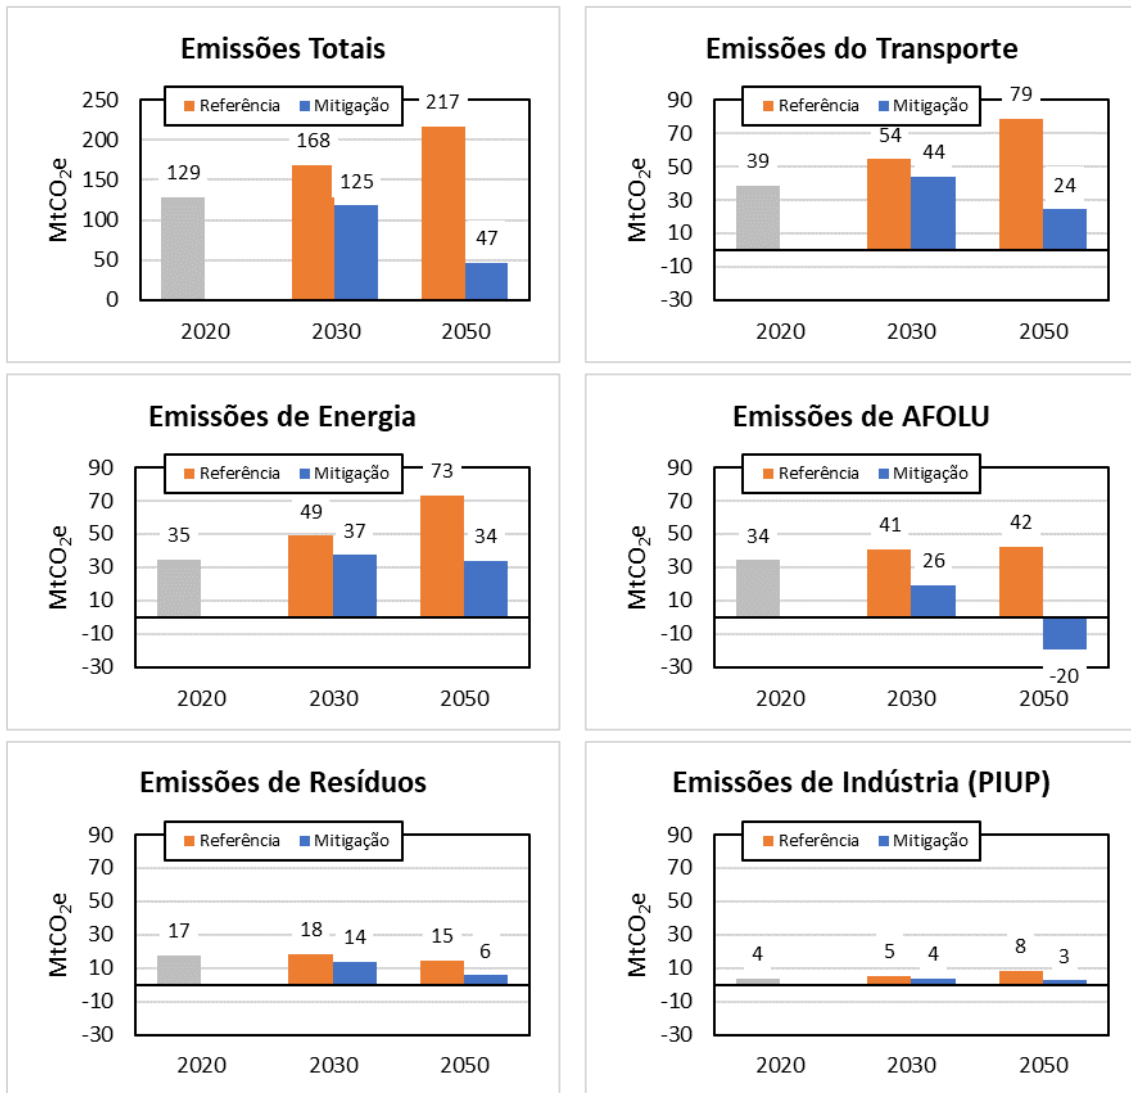 Emissões Totais
Referência Mitigação
MtCO₂e
250
200
150
100
50
0
129
168
125
217
47
2020 2030 2050
Emissões do Transporte
Referência Mitigação
MtCO₂e
90
70
50
30
10
-10
-30
39
54
44
79
24
2020 2030 2050
Emissões de Energia
Referência Mitigação
MtCO₂e
90
70
50
30
10
-10
-30
35
49
37
73
34
2020 2030 2050
Emissões de AFOLU
Referência Mitigação
MtCO₂e
90
70
50
30
10
-10
-30
34
41
26
42
-20
2020 2030 2050
Emissões de Resíduos
Referência Mitigação
MtCO₂e
90
70
50
30
10
-10
-30
17
18
14
15
6
2020 2030 2050
Emissões de Indústria (PIUP)
Referência Mitigação
MtCO₂e
90
70
50
30
10
-10
-30
4
5
4
8
3
2020 2030 2050